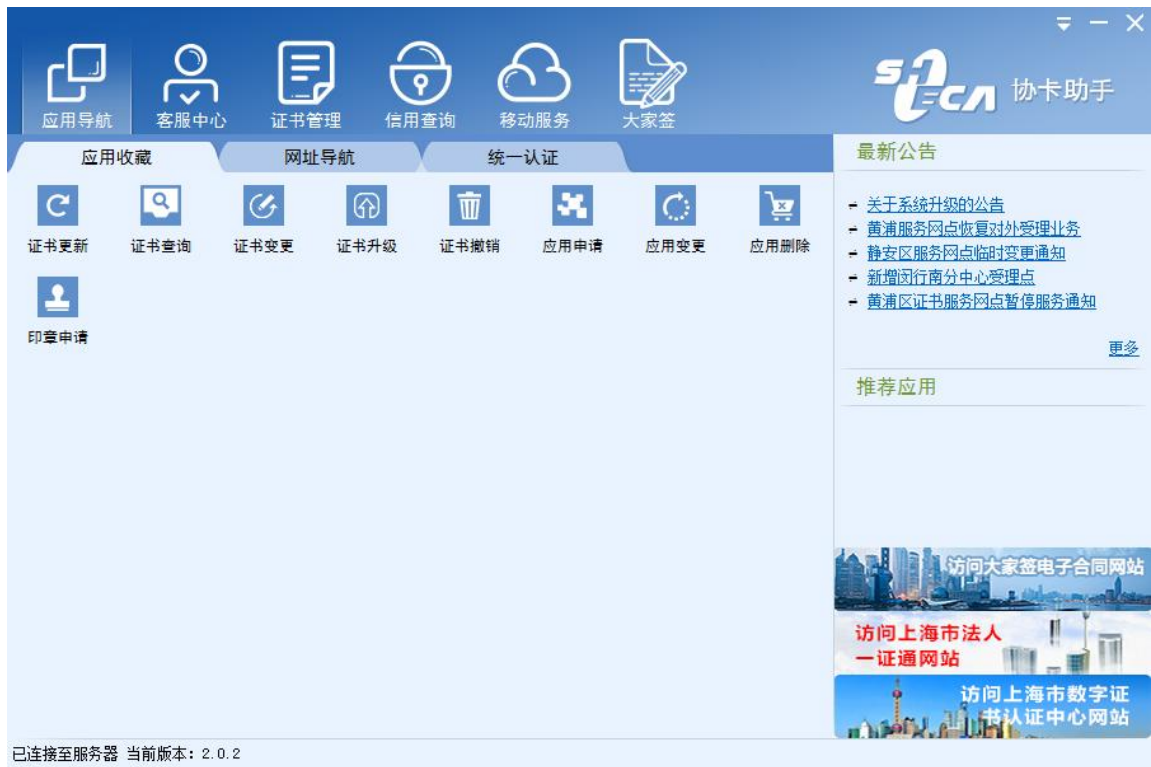 应用导航
客服中心
证书管理
信用查询
移动服务
大家签
SHECA 协卡助手
应用收藏
网址导航
统一认证
证书更新
证书查询
证书变更
证书升级
证书撤销
应用申请
应用变更
应用删除
印章申请
最新公告
关于系统升级的公告
黄浦服务网点恢复对外受理业务
静安区服务网点临时变更通知
新增闵行南分中心受理点
黄浦区证书服务网点暂停服务通知
更多
推荐应用
访问大家签电子合同网站
访问上海市法人
一证通网站
访问上海市数字证
书认证中心网站
已连接至服务器 当前版本: 2.0.2